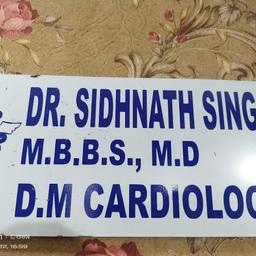 DR. SIDHNATH SING
M.B.B.S., M.D
D.M CARDIOLOG